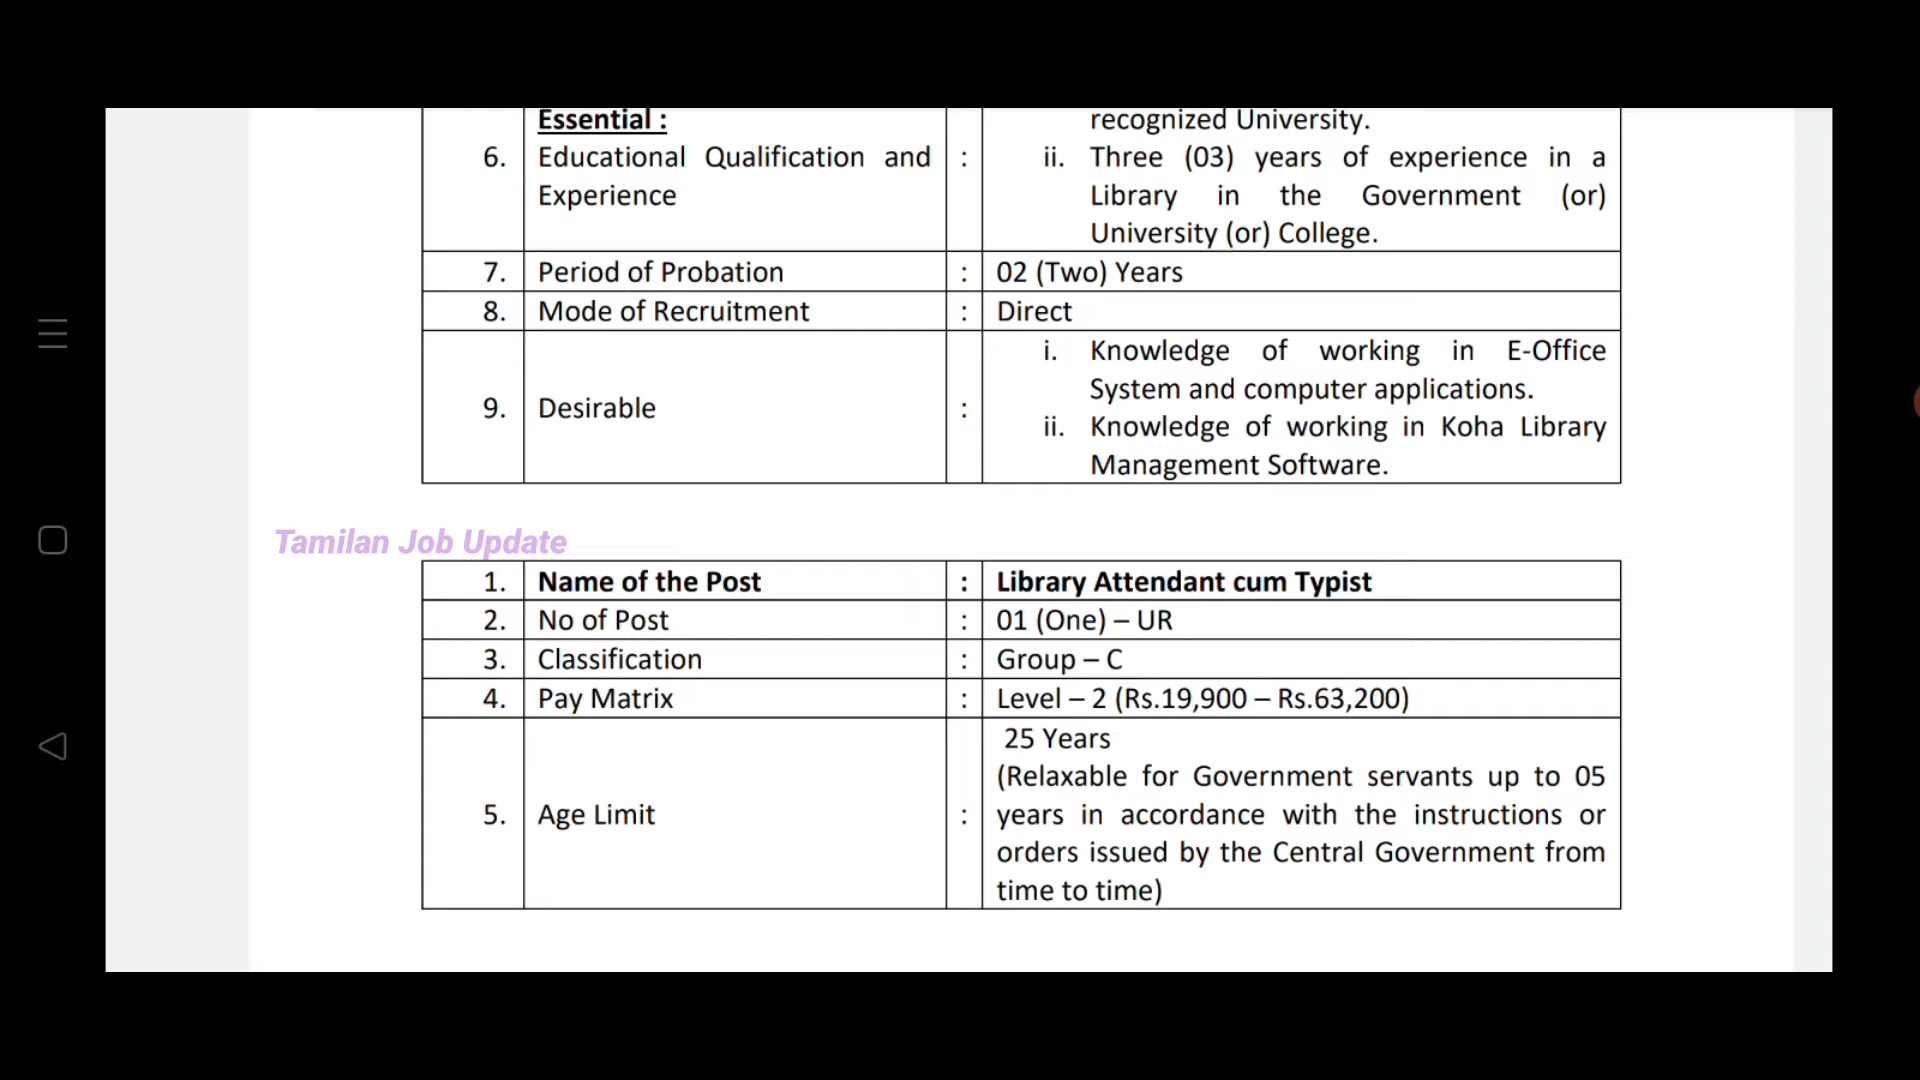 Essential :
6. Educational Qualification and Experience :
recognized University.
ii. Three (03) years of experience in a
Library in the Government (or)
University (or) College.
7. Period of Probation : 02 (Two) Years
8. Mode of Recruitment : Direct
9. Desirable :
i. Knowledge of working in E-Office
System and computer applications.
ii. Knowledge of working in Koha Library
Management Software.
Tamilan Job Update
1. Name of the Post : Library Attendant cum Typist
2. No of Post : 01 (One) – UR
3. Classification : Group – C
4. Pay Matrix : Level – 2 (Rs.19,900 – Rs.63,200)
5. Age Limit :
25 Years
(Relaxable for Government servants up to 05
years in accordance with the instructions or
orders issued by the Central Government from
time to time)